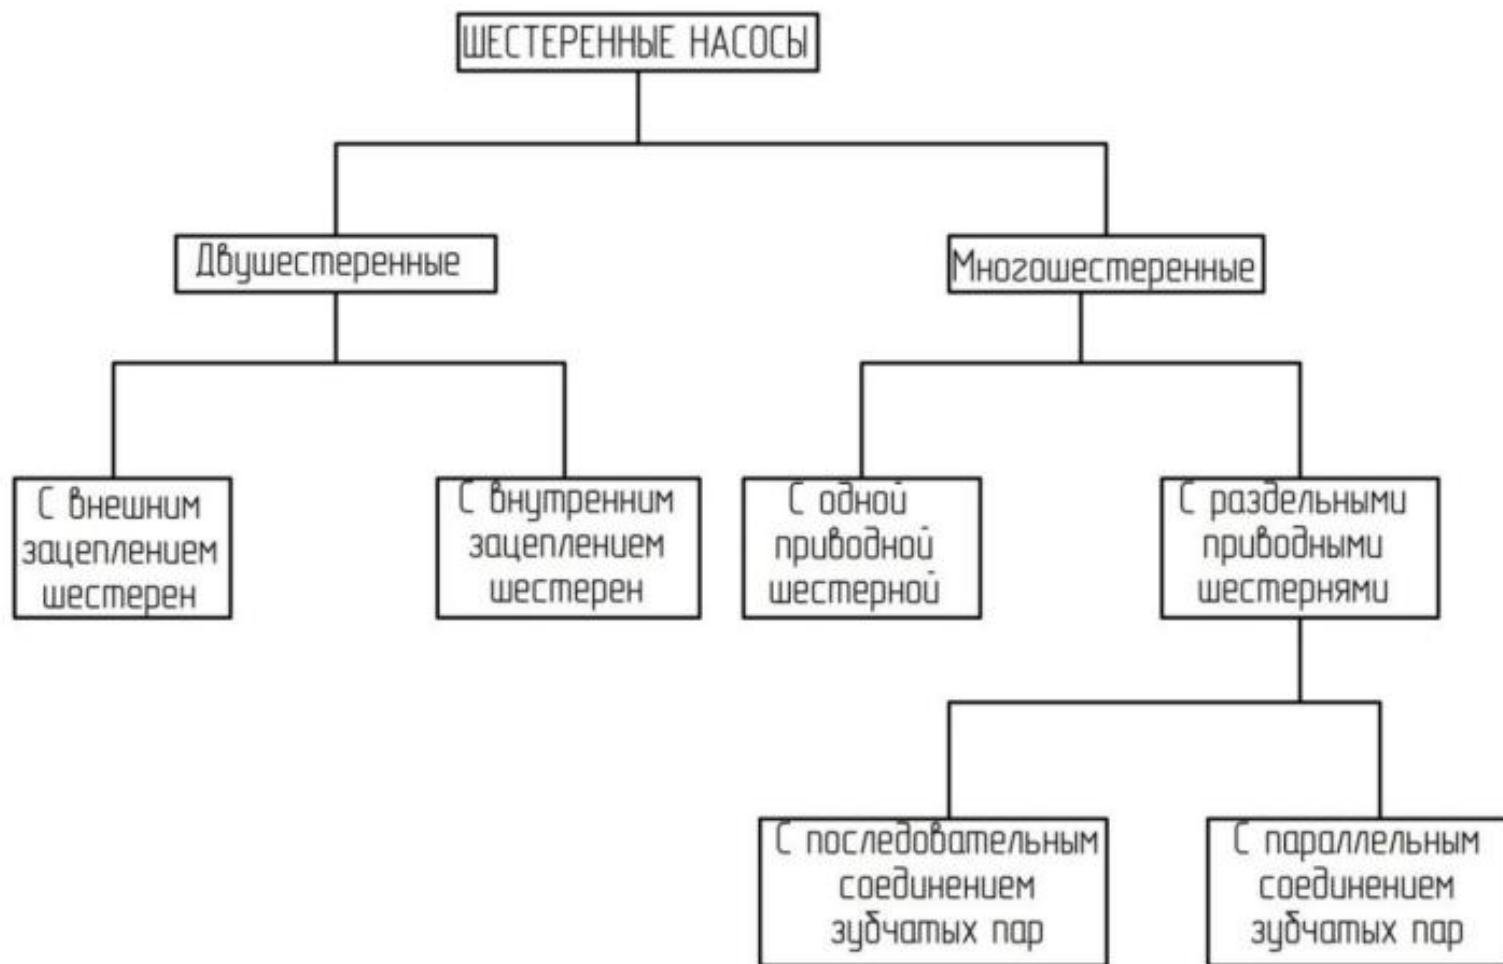 ШЕСТЕРЕННЫЕ НАСОСЫ
Двушестеренные
Многошестеренные
С внешним
зацеплением
шестерен
С внутренним
зацеплением
шестерен
С одной
приводной
шестерной
С раздельными
приводными
шестернями
С последовательным
соединением
зубчатых пар
С параллельным
соединением
зубчатых пар